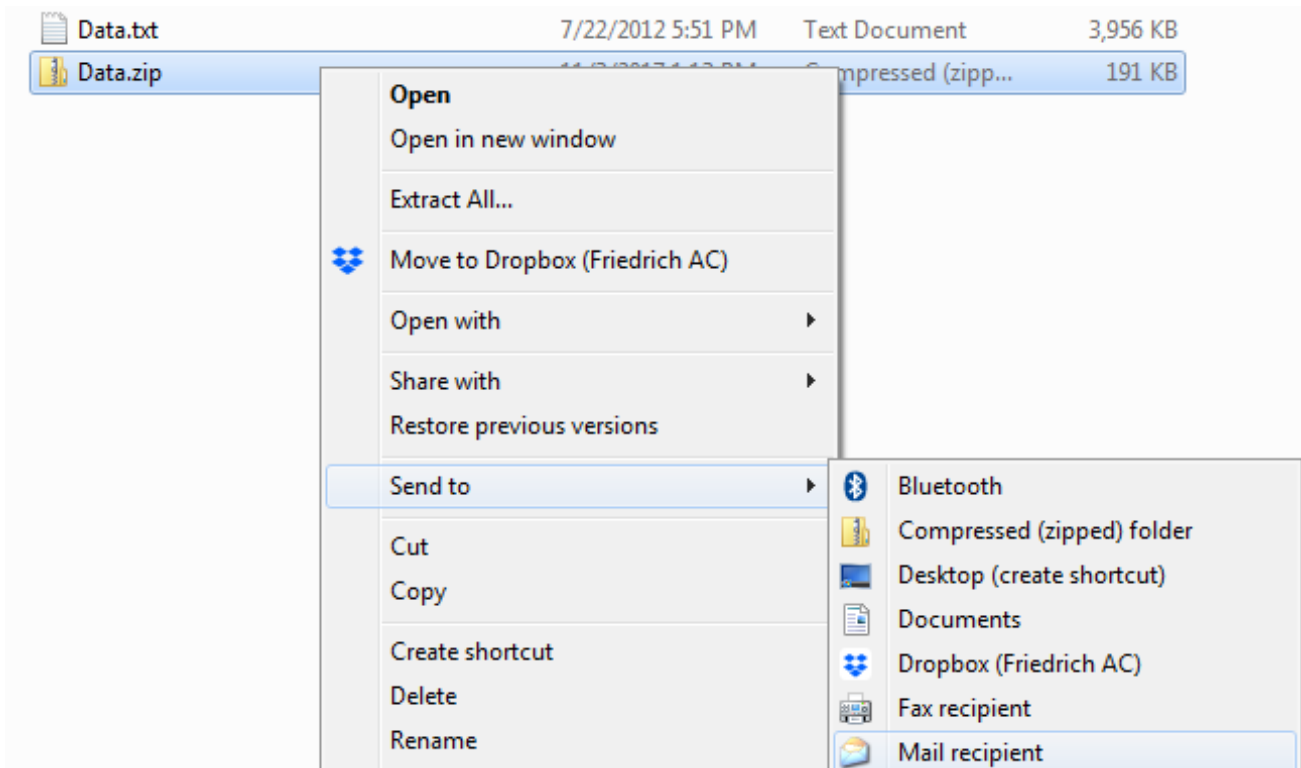 Data.txt 7/22/2012 5:51 PM Text Document 3,956 KB
Data.zip mpressed (zipp... 191 KB
Open
Open in new window
Extract All...
Move to Dropbox (Friedrich AC)
Open with
Share with
Restore previous versions
Send to
Cut
Copy
Create shortcut
Delete
Rename
Bluetooth
Compressed (zipped) folder
Desktop (create shortcut)
Documents
Dropbox (Friedrich AC)
Fax recipient
Mail recipient